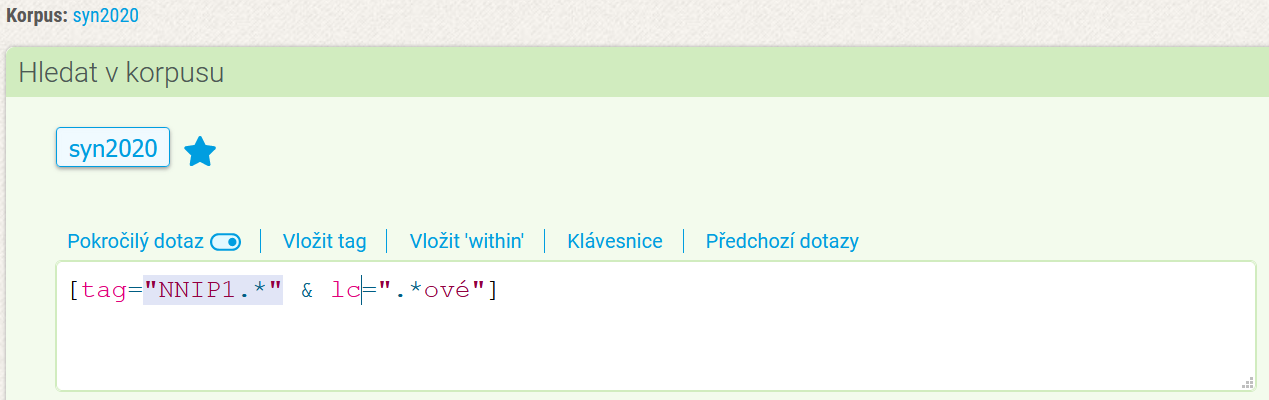 Korpus: syn2020
Hledat v korpusu
syn2020
Pokročilý dotaz | Vložit tag | Vložit 'within' | Klávesnice | Předchozí dotazy
[tag="NNIP1.*" & lc=".*ové"]